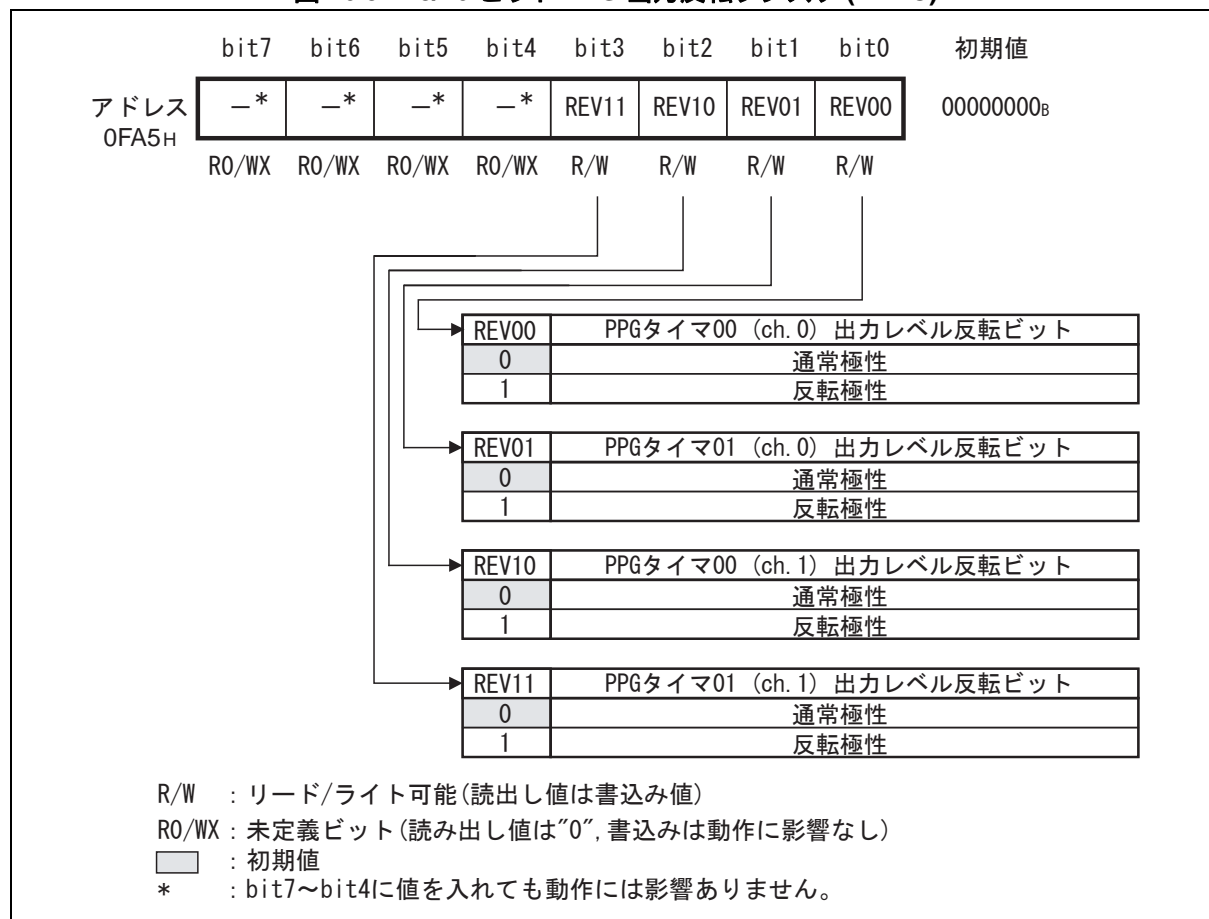 bit7 bit6 bit5 bit4 bit3 bit2 bit1 bit0 初期値
アドレス
0FA5H
—* —* —* —* REV11 REV10 REV01 REV00 00000000B
R0/WX R0/WX R0/WX R0/WX R/W R/W R/W R/W
REV00 PPGタイマ00 (ch.0) 出力レベル反転ビット
0 通常極性
1 反転極性
REV01 PPGタイマ01 (ch.0) 出力レベル反転ビット
0 通常極性
1 反転極性
REV10 PPGタイマ00 (ch.1) 出力レベル反転ビット
0 通常極性
1 反転極性
REV11 PPGタイマ01 (ch.1) 出力レベル反転ビット
0 通常極性
1 反転極性
R/W : リード/ライト可能(読出し値は書込み値)
R0/WX : 未定義ビット(読み出し値は"0",書込みは動作に影響なし)
: 初期値
* : bit7~bit4に値を入れても動作には影響ありません。